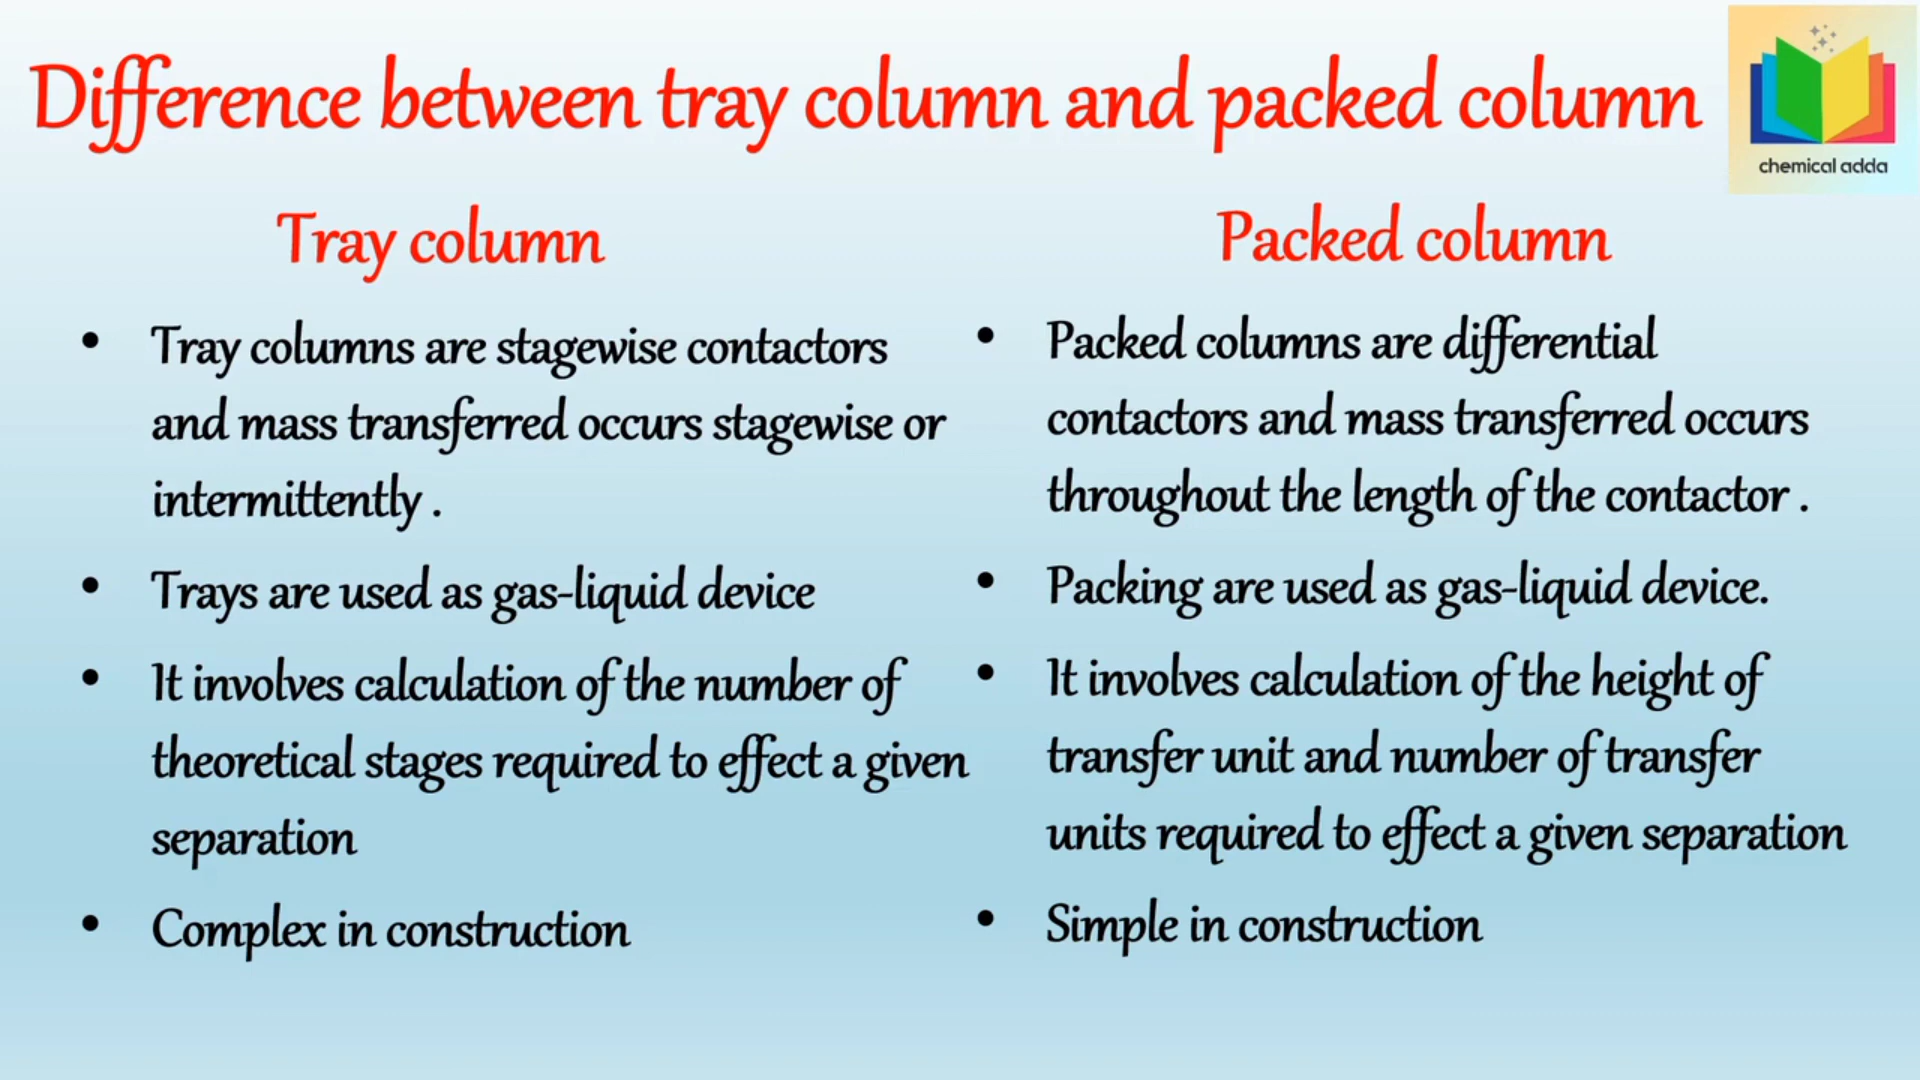 Difference between tray column and packed column
chemical adda
Tray column
• Tray columns are stagewise contactors
and mass transferred occurs stagewise or
intermittently .
• Trays are used as gas-liquid device
• It involves calculation of the number of
theoretical stages required to effect a given
separation
• Complex in construction
Packed column
• Packed columns are differential
contactors and mass transferred occurs
throughout the length of the contactor .
• Packing are used as gas-liquid device.
• It involves calculation of the height of
transfer unit and number of transfer
units required to effect a given separation
• Simple in construction